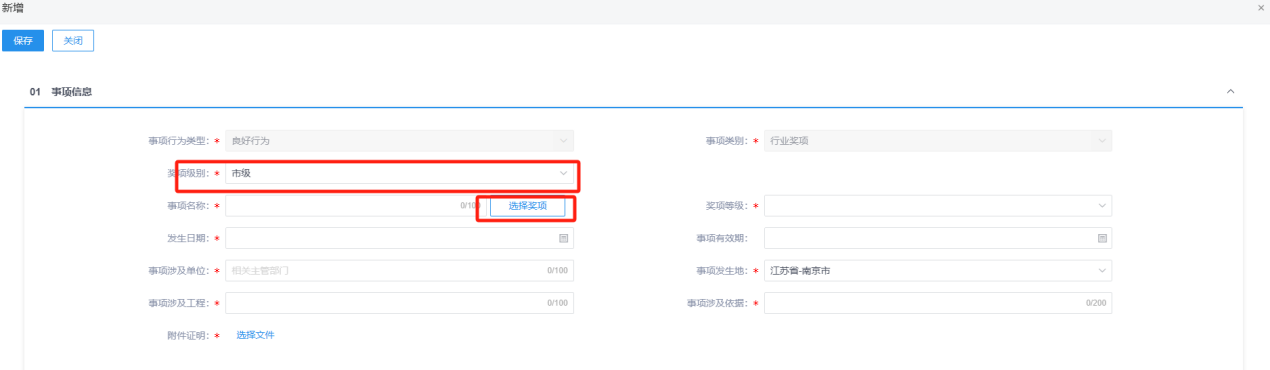 新增 ×
保存 关闭
01 事项信息
事项行为类型: * 良好行为 事项类别: * 行业奖项
奖项级别: * 市级
事项名称: * 0/100 选择奖项 奖项等级: *
发生日期: * 事项有效期:
事项涉及单位: * 相关主管部门 0/100 事项发生地: * 江苏省-南京市
事项涉及工程: * 0/100 事项涉及依据: * 0/200
附件证明: * 选择文件